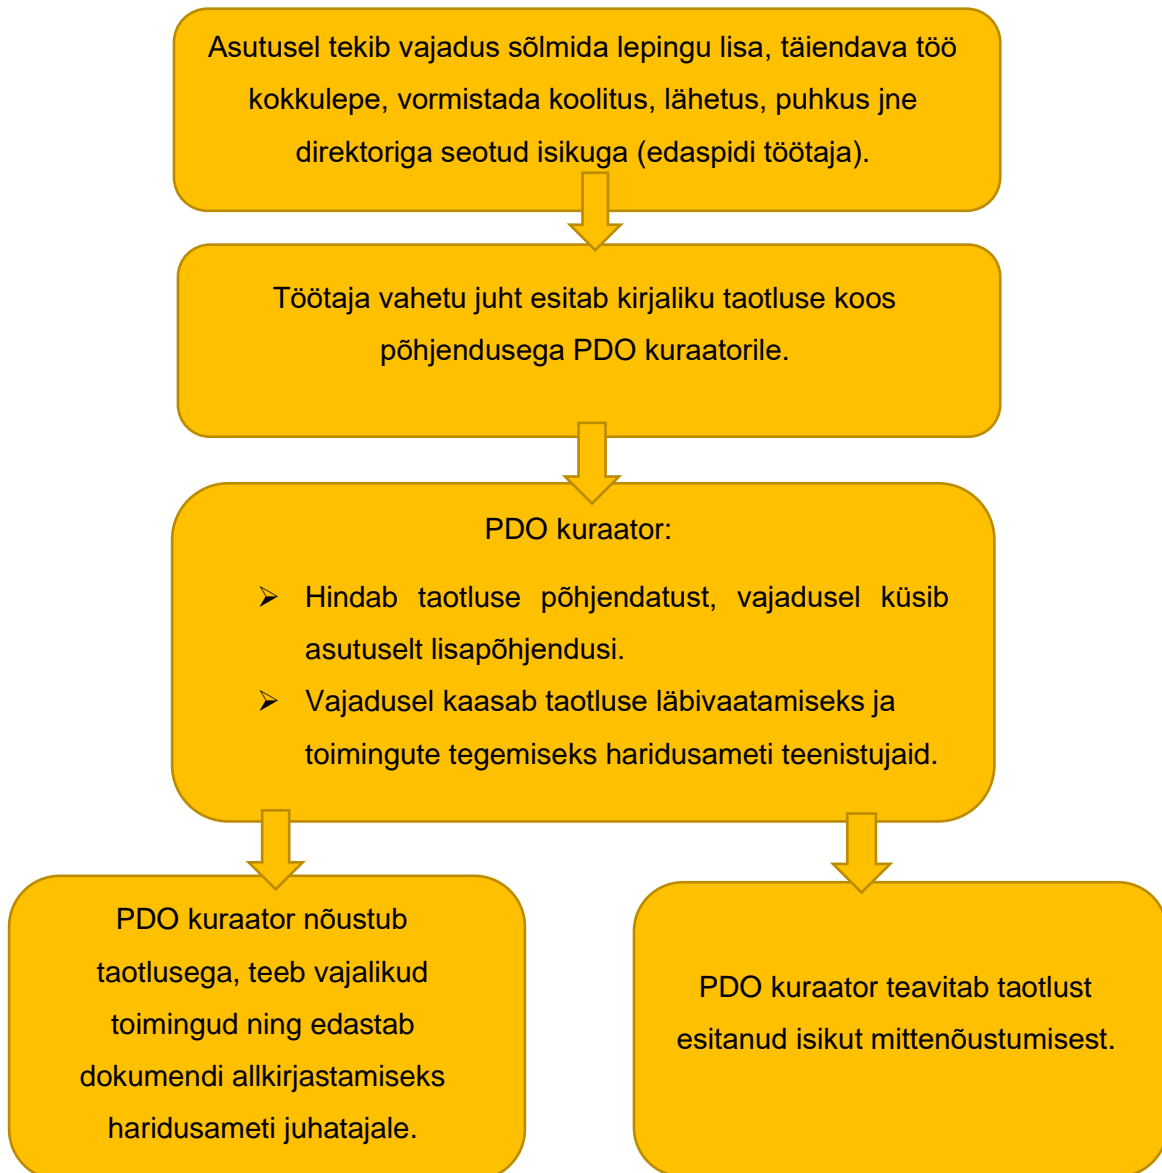 Asutusel tekib vajadus sõlmida lepingu lisa, täiendava töö
kokkulepe, vormistada koolitus, lähetus, puhkus jne
direktoriga seotud isikuga (edaspidi töötaja).
Töötaja vahetu juht esitab kirjaliku taotluse koos
põhjendusega PDO kuraatorile.
PDO kuraator:
➢ Hindab taotluse põhjendatust, vajadusel küsib
asutuselt lisapõhjendusi.
➢ Vajadusel kaasab taotluse läbivaatamiseks ja
toimingute tegemiseks haridusameti teenistujaid.
PDO kuraator nõustub
taotlusega, teeb vajalikud
toimingud ning edastab
dokumendi allkirjastamiseks
haridusameti juhatajale.
PDO kuraator teavitab taotlust
esitanud isikut mittenõustumisest.